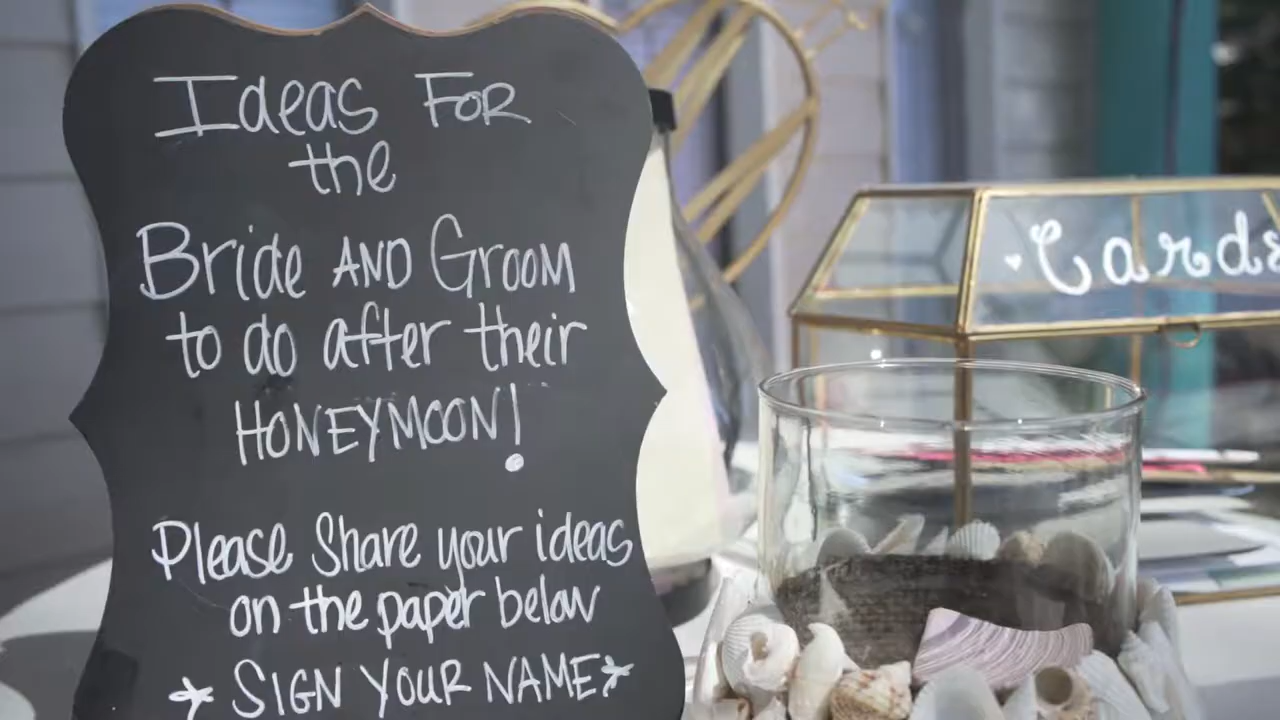 Ideas FOR
the
Bride AND GROOM
to do after their
HONEYMOON!
Please Share your ideas
on the paper below
* SIGN YOUR NAME *
Cards